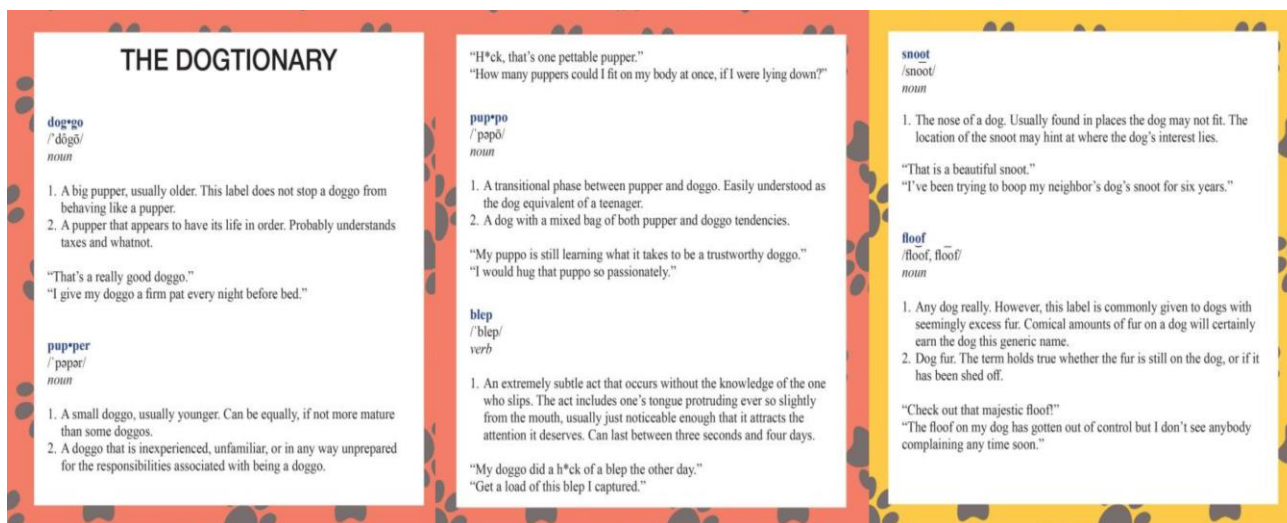 THE DOGTIONARY
dog•go
/ˈdôgō/
noun
1. A big pupper, usually older. This label does not stop a doggo from
behaving like a pupper.
2. A pupper that appears to have its life in order. Probably understands
taxes and whatnot.
“That’s a really good doggo.”
“I give my doggo a firm pat every night before bed.”
pup•per
/ˈpəpər/
noun
1. A small doggo, usually younger. Can be equally, if not more mature
than some doggos.
2. A doggo that is inexperienced, unfamiliar, or in any way unprepared
for the responsibilities associated with being a doggo.
“H*ck, that’s one pettable pupper.”
“How many puppers could I fit on my body at once, if I were lying down?”
pup•po
/ˈpəpō/
noun
1. A transitional phase between pupper and doggo. Easily understood as
the dog equivalent of a teenager.
2. A dog with a mixed bag of both pupper and doggo tendencies.
“My puppo is still learning what it takes to be a trustworthy doggo.”
“I would hug that puppo so passionately.”
blep
/ˈblep/
verb
1. An extremely subtle act that occurs without the knowledge of the one
who slips. The act includes one’s tongue protruding ever so slightly
from the mouth, usually just noticeable enough that it attracts the
attention it deserves. Can last between three seconds and four days.
“My doggo did a h*ck of a blep the other day.”
“Get a load of this blep I captured.”
snoot
/sno͞ot/
noun
1. The nose of a dog. Usually found in places the dog may not fit. The
location of the snoot may hint at where the dog’s interest lies.
“That is a beautiful snoot.”
“I’ve been trying to boop my neighbor’s dog’s snoot for six years.”
floof
/flo͝of, flo͞of/
noun
1. Any dog really. However, this label is commonly given to dogs with
seemingly excess fur. Comical amounts of fur on a dog will certainly
earn the dog this generic name.
2. Dog fur. The term holds true whether the fur is still on the dog, or if it
has been shed off.
“Check out that majestic floof!”
“The floof on my dog has gotten out of control but I don’t see anybody
complaining any time soon.”